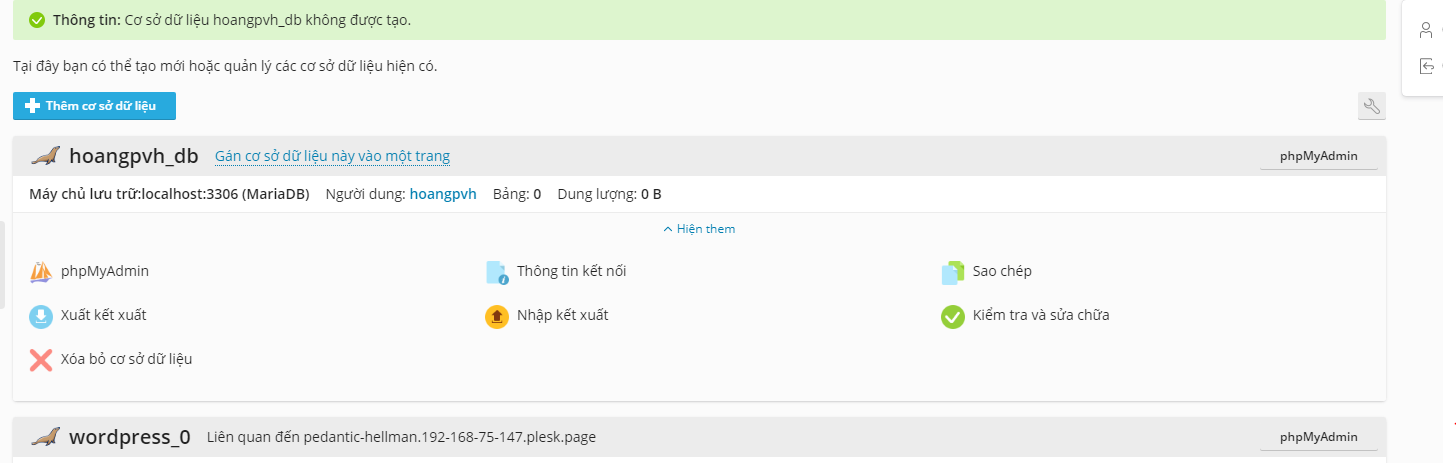 Thông tin: Cơ sở dữ liệu hoangpvh_db không được tạo.
Tại đây bạn có thể tạo mới hoặc quản lý các cơ sở dữ liệu hiện có.
Thêm cơ sở dữ liệu
hoangpvh_db Gán cơ sở dữ liệu này vào một trang phpMyAdmin
Máy chủ lưu trữ:localhost:3306 (MariaDB) Người dung: hoangpvh Bảng: 0 Dung lượng: 0 B
Hiện them
phpMyAdmin Thông tin kết nối Sao chép
Xuất kết xuất Nhập kết xuất Kiểm tra và sửa chữa
Xóa bỏ cơ sở dữ liệu
wordpress_0 Liên quan đến pedantic-hellman.192-168-75-147.plesk.page phpMyAdmin